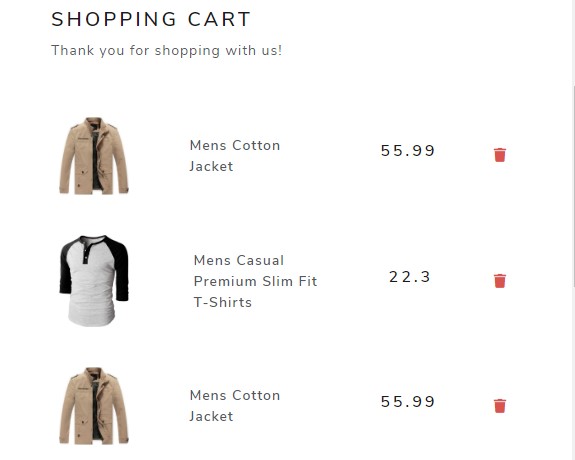 SHOPPING CART
Thank you for shopping with us!
Mens Cotton
Jacket
55.99
Mens Casual
Premium Slim Fit
T-Shirts
22.3
Mens Cotton
Jacket
55.99